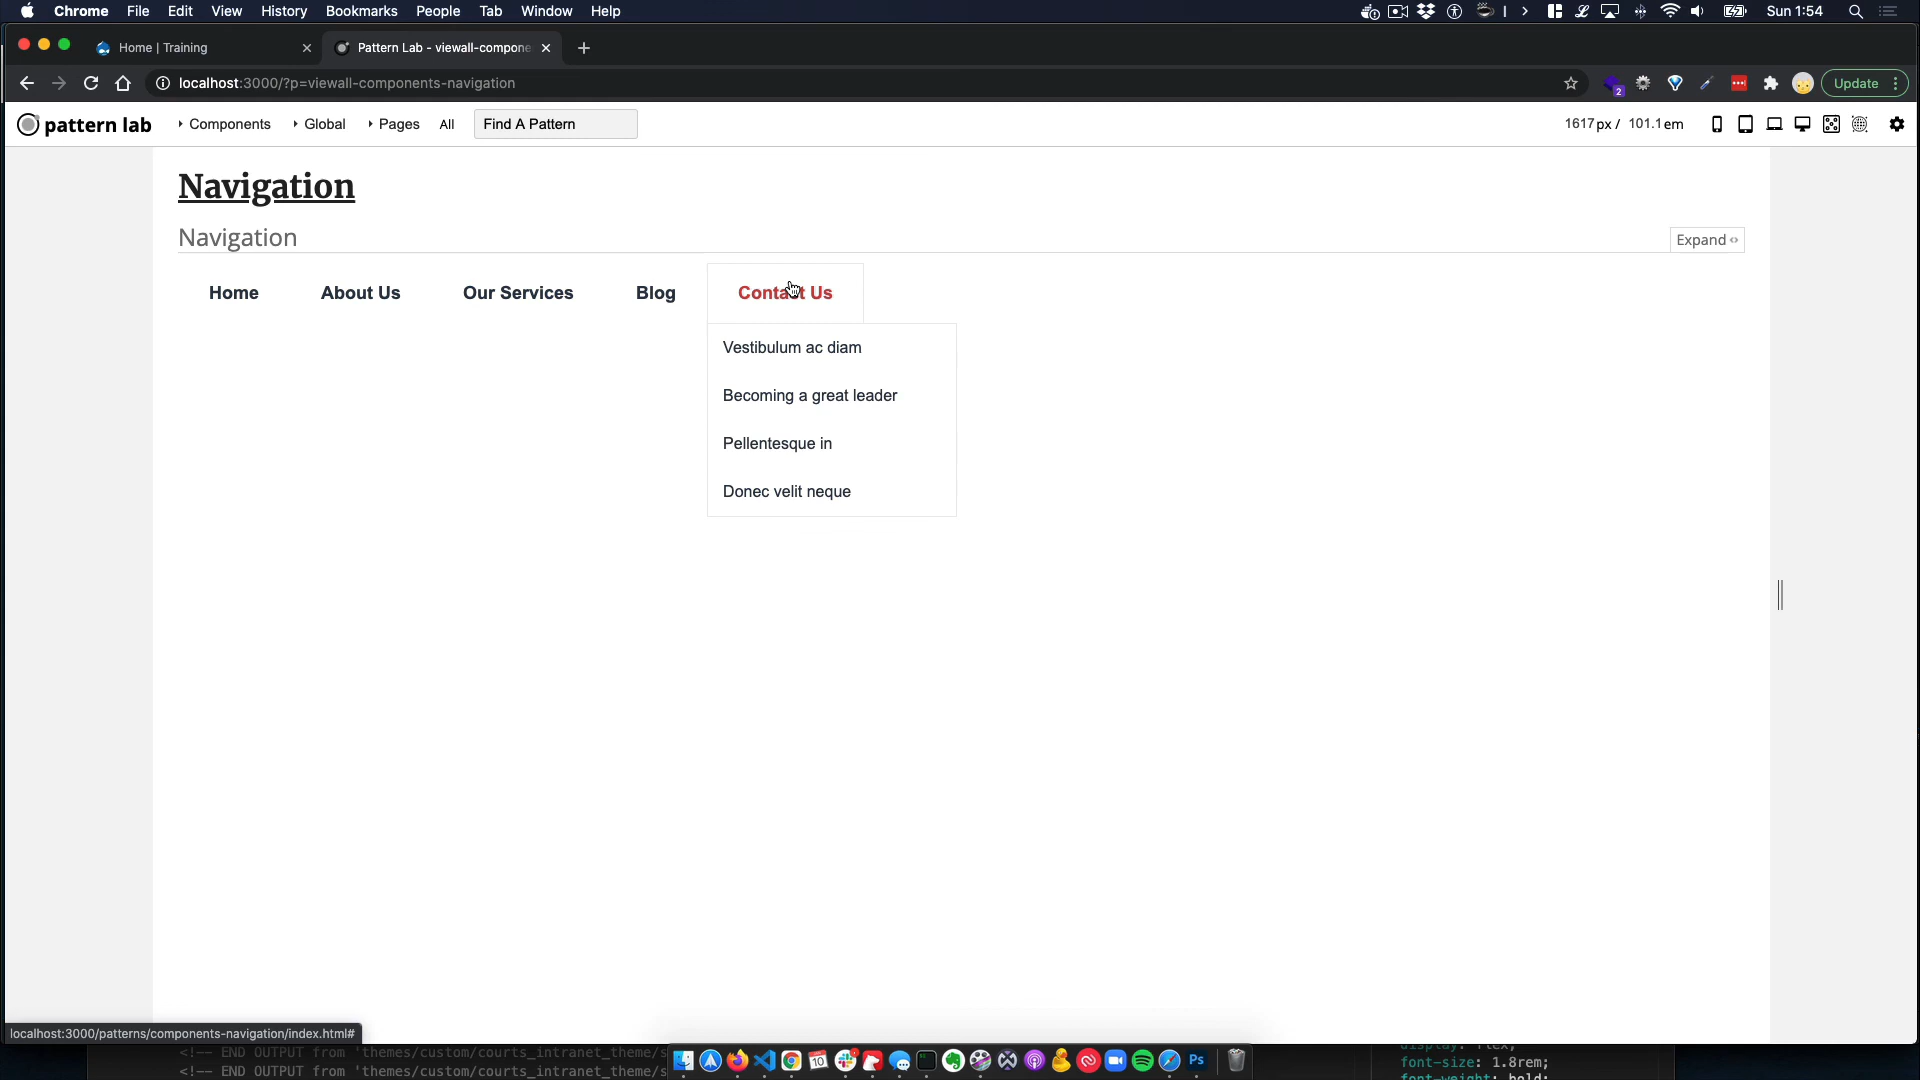 Chrome File Edit View History Bookmarks People Tab Window Help Sun 1:54
Home | Training
Pattern Lab - viewall-compone
localhost:3000/?p=viewall-components-navigation
2
Update
pattern lab Components Global Pages All Find A Pattern 1617 px / 101.1 em
Navigation
Navigation
Expand
Home About Us Our Services Blog Contact Us
Vestibulum ac diam
Becoming a great leader
Pellentesque in
Donec velit neque
localhost:3000/patterns/components-navigation/index.html#
<!-- END OUTPUT from 'themes/custom/courts_intranet_theme/s
font-size: 1.8rem;
<!-- END OUTPUT from 'themes/custom/courts_intranet_theme/s
10
Ps